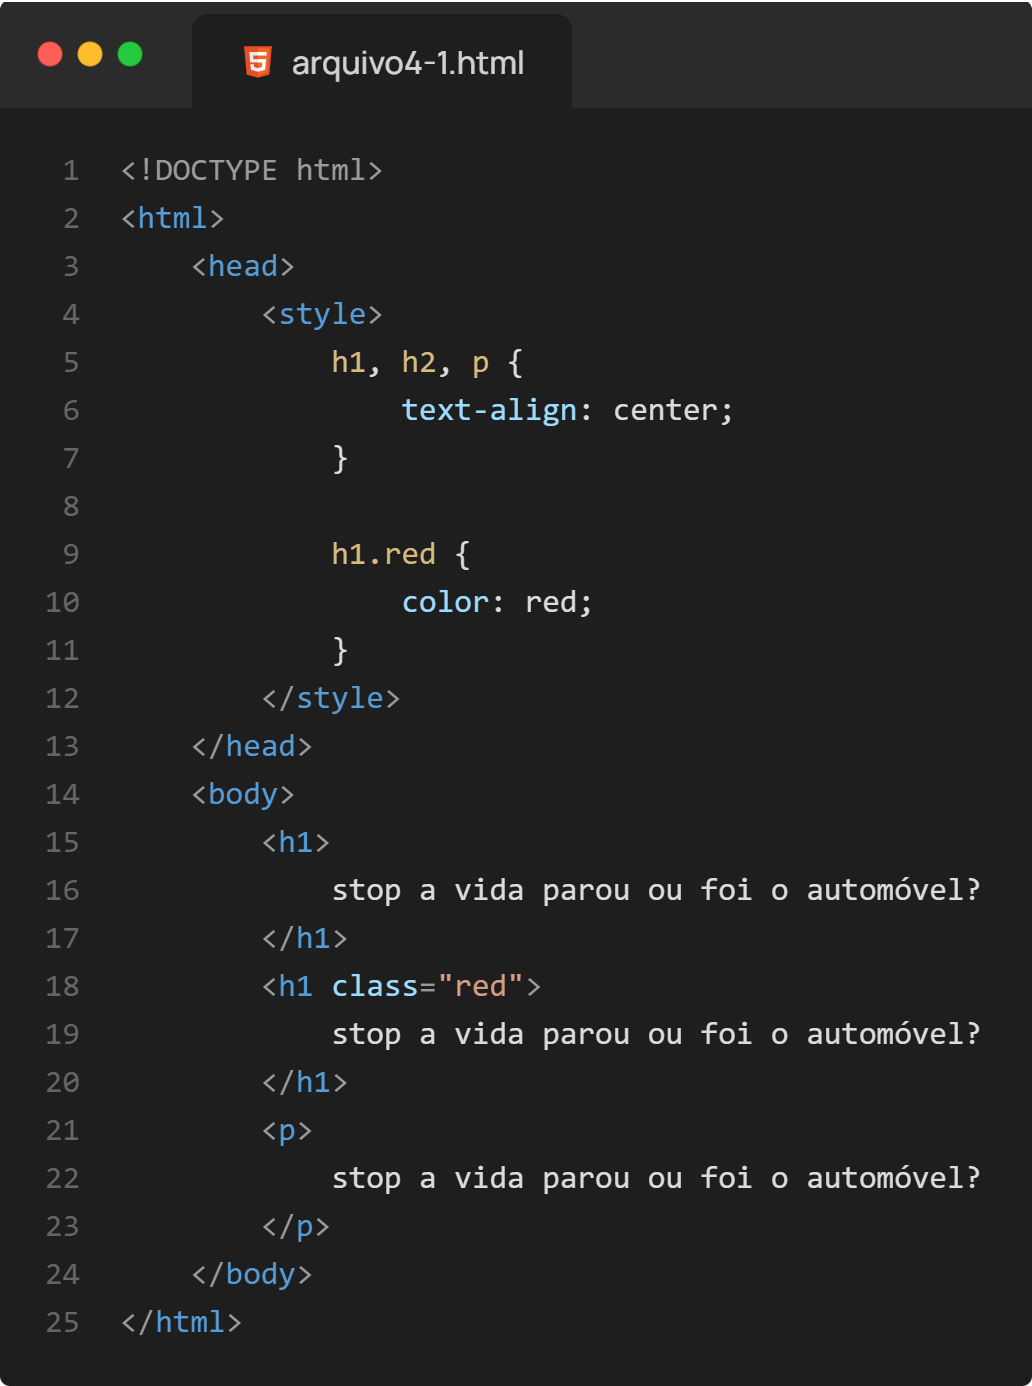 arquivo4-1.html
1 <!DOCTYPE html>
2 <html>
3     <head>
4         <style>
5             h1, h2, p {
6                 text-align: center;
7             }
8
9             h1.red {
10                 color: red;
11             }
12         </style>
13     </head>
14     <body>
15         <h1>
16             stop a vida parou ou foi o automóvel?
17         </h1>
18         <h1 class="red">
19             stop a vida parou ou foi o automóvel?
20         </h1>
21         <p>
22             stop a vida parou ou foi o automóvel?
23         </p>
24     </body>
25 </html>